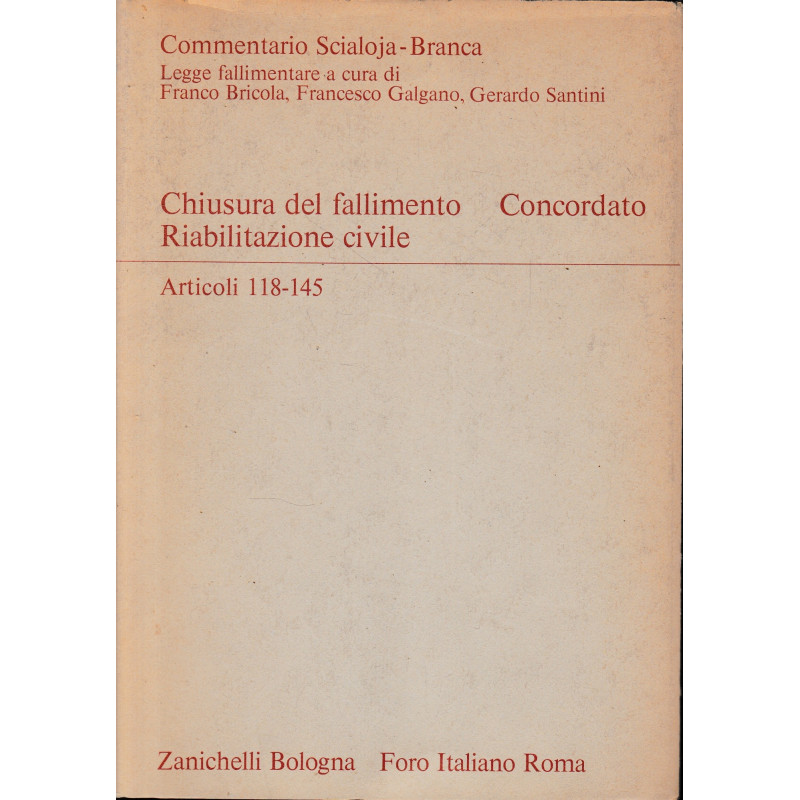 Commentario Scialoja-Branca
Legge fallimentare a cura di
Franco Bricola, Francesco Galgano, Gerardo Santini
Chiusura del fallimento Concordato
Riabilitazione civile
Articoli 118-145
Zanichelli Bologna Foro Italiano Roma